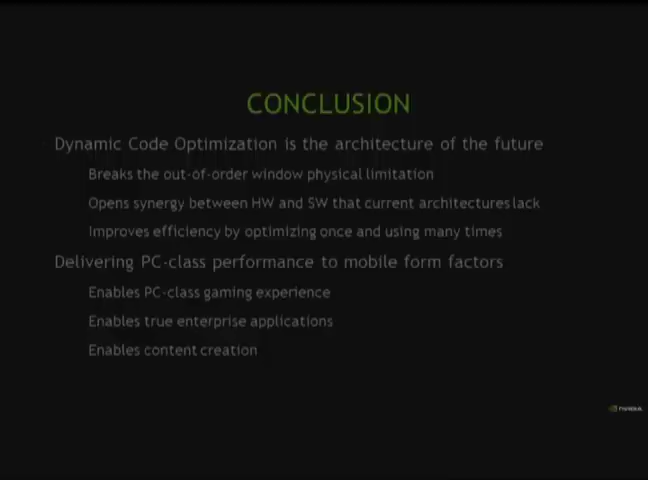 CONCLUSION
Dynamic Code Optimization is the architecture of the future
Breaks the out-of-order window physical limitation
Opens synergy between HW and SW that current architectures lack
Improves efficiency by optimizing once and using many times
Delivering PC-class performance to mobile form factors
Enables PC-class gaming experience
Enables true enterprise applications
Enables content creation
NVIDIA